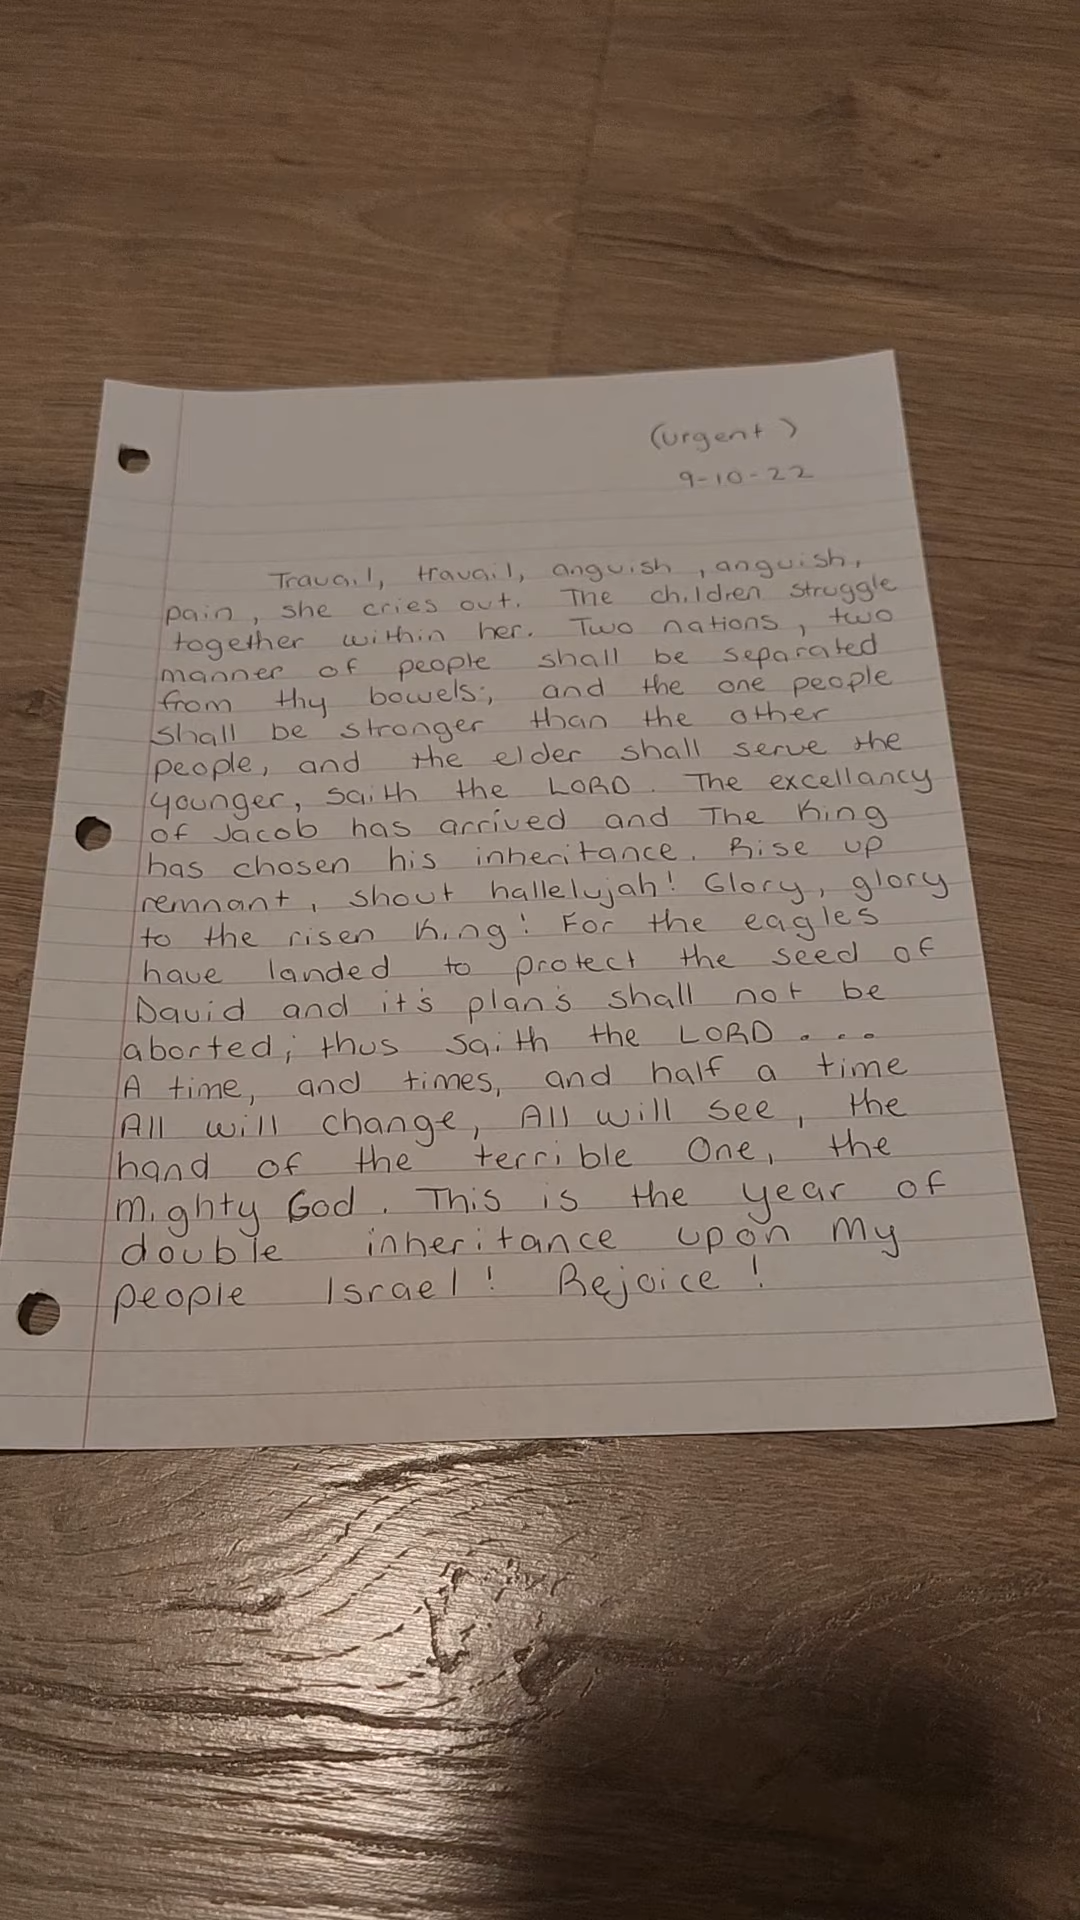 (urgent)
9-10-22
Travail, travail, anguish, anguish,
pain, she cries out. The children struggle
together within her. Two nations, two
manner of people shall be separated
from thy bowels; and the one people
shall be stronger than the other
people, and the elder shall serve the
younger, saith the LORD. The excellancy
of Jacob has arrived and The King
has chosen his inheritance. Rise up
remnant, shout hallelujah! Glory, glory
to the risen King! For the eagles
have landed to protect the seed of
David and it's plan's shall not be
aborted; thus saith the LORD....
A time, and times, and half a time
All will change, All will see, the
hand of the terrible One, the
mighty God. This is the year of
double inheritance upon My
people Israel! Rejoice!